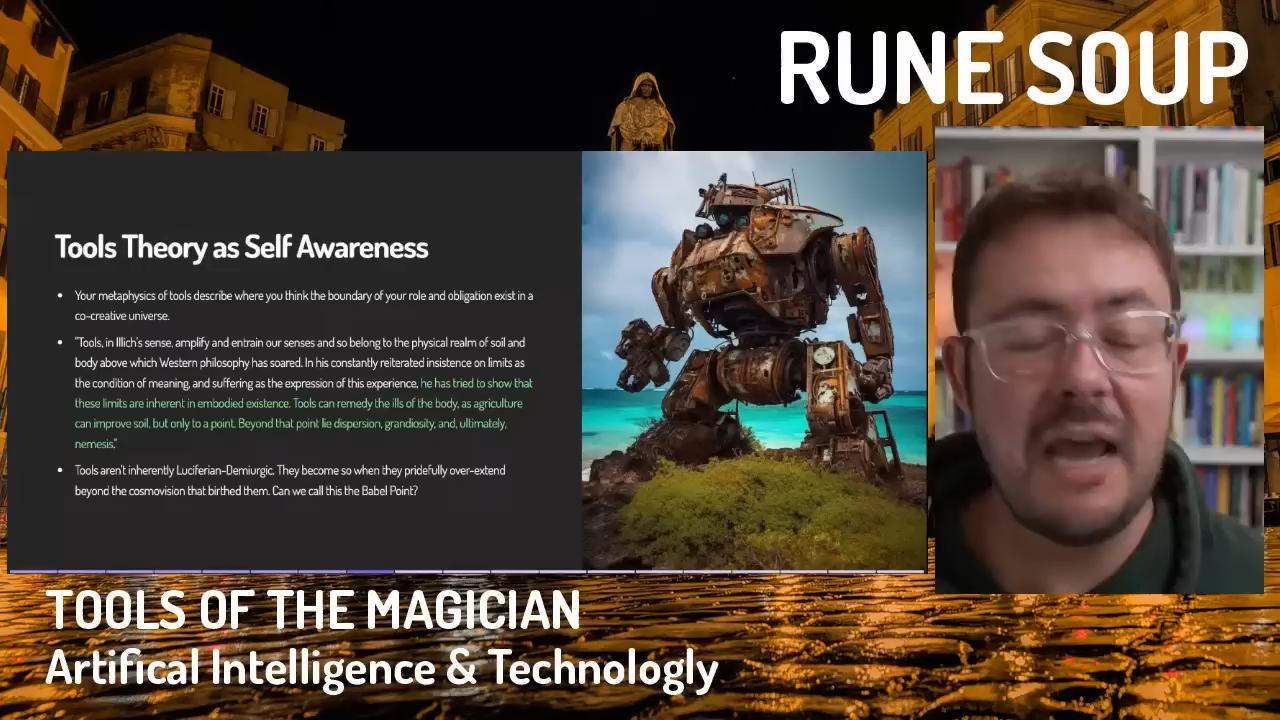 RUNE SOUP
Tools Theory as Self Awareness
• Your metaphysics of tools describe where you think the boundary of your role and obligation exist in a
co-creative universe.
• "Tools, in Illich's sense, amplify and entrain our senses and so belong to the physical realm of soil and
body above which Western philosophy has soared. In his constantly reiterated insistence on limits as
the condition of meaning, and suffering as the expression of this experience, he has tried to show that
these limits are inherent in embodied existence. Tools can remedy the ills of the body, as agriculture
can improve soil, but only to a point. Beyond that point lie dispersion, grandiosity, and, ultimately,
nemesis."
• Tools aren't inherently Luciferian-Demiurgic. They become so when they pridefully over-extend
beyond the cosmovision that birthed them. Can we call this the Babel Point?
TOOLS OF THE MAGICIAN
Artifical Intelligence & Technologly